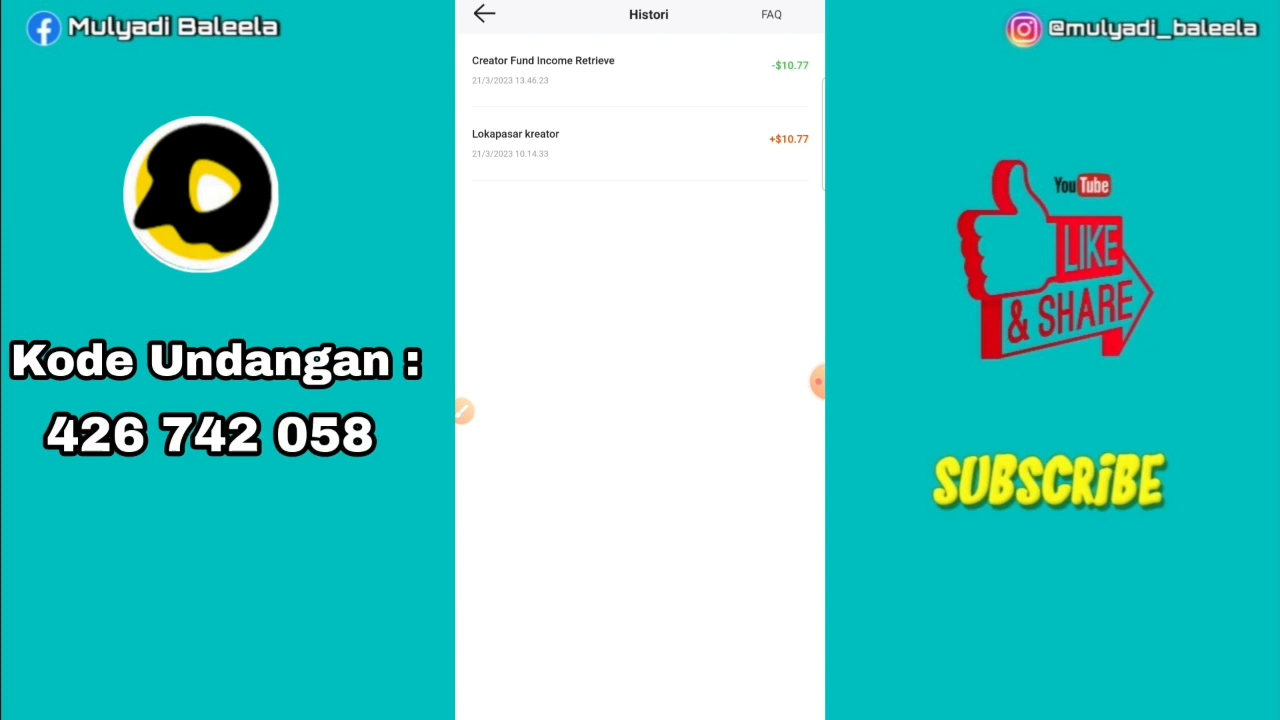 Mulyadi Baleela
Kode Undangan :
426 742 058
Histori
FAQ
Creator Fund Income Retrieve
-$10.77
21/3/2023 13.46.23
Lokapasar kreator
+$10.77
21/3/2023 10.14.33
@mulyadi_baleela
YouTube
LIKE
& SHARE
SUBSCRiBE